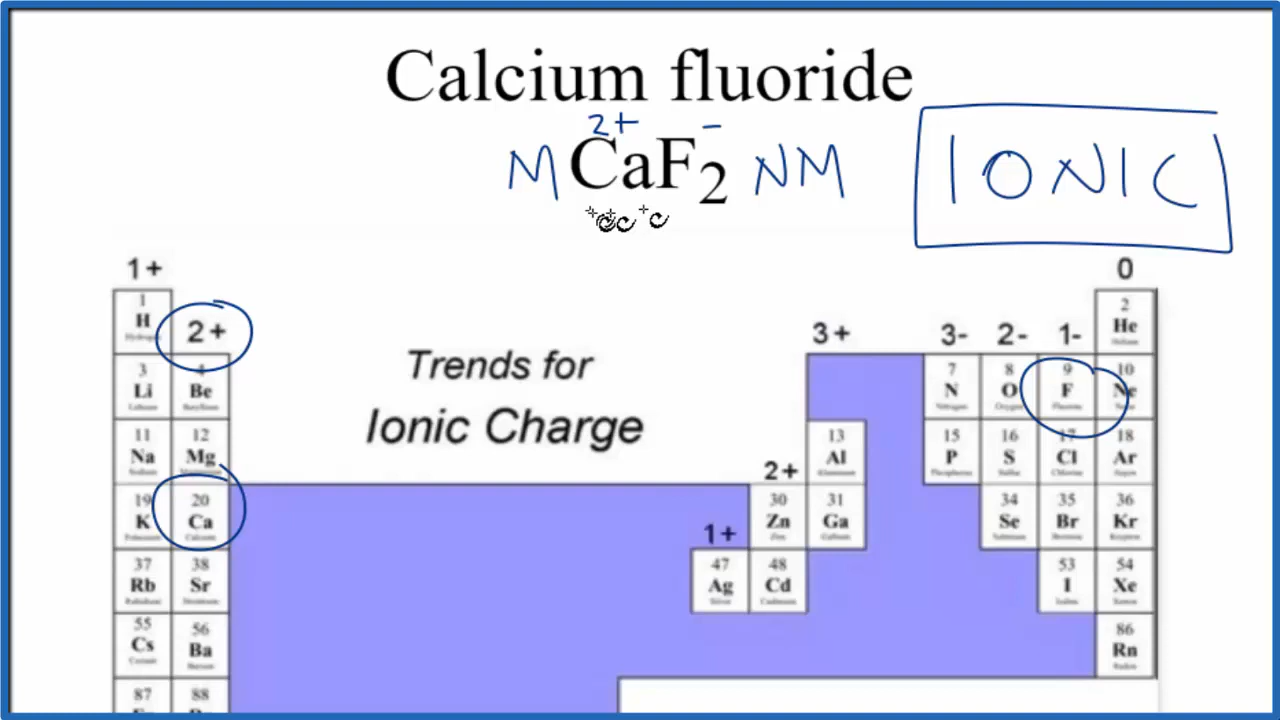 Calcium fluoride
2+ -
M CaF2 NM IONIC
1+ 0
1 2
H He
Helium
2+ 3+ 3- 2- 1-
3 4 Trends for 7 8 9 10
Li Be Ionic Charge N O F Ne
11 12 13 15 16 17 18
Na Mg Al P S Cl Ar
2+
19 20 30 31 34 35 36
K Ca Zn Ga Se Br Kr
1+
37 38 47 48 53 54
Rb Sr Ag Cd I Xe
55 56 86
Cs Ba Rn
87 88